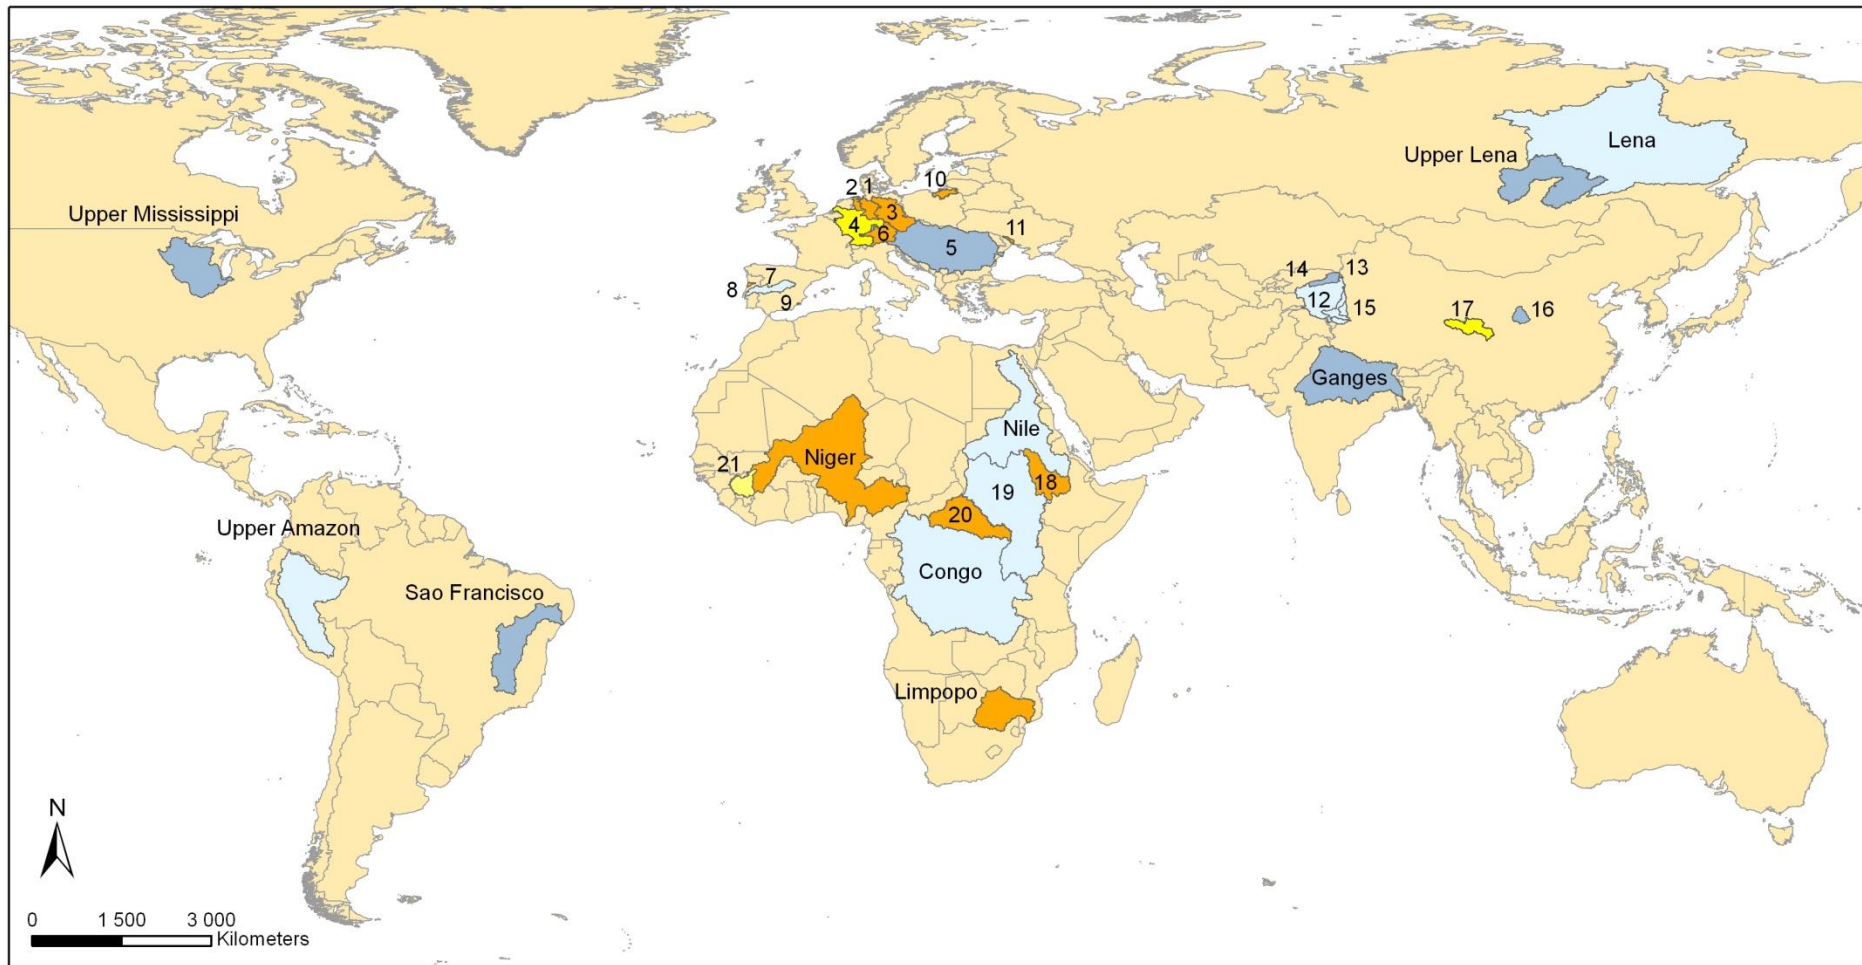 Lena
Upper Lena
10
2
1
Upper Mississippi
3
4
6
11
5
14
13
7
8
12
15
9
17
16
Ganges
Nile
21
Niger
18
19
20
Upper Amazon
Congo
Sao Francisco
Limpopo
N
0 1 500 3 000
Kilometers